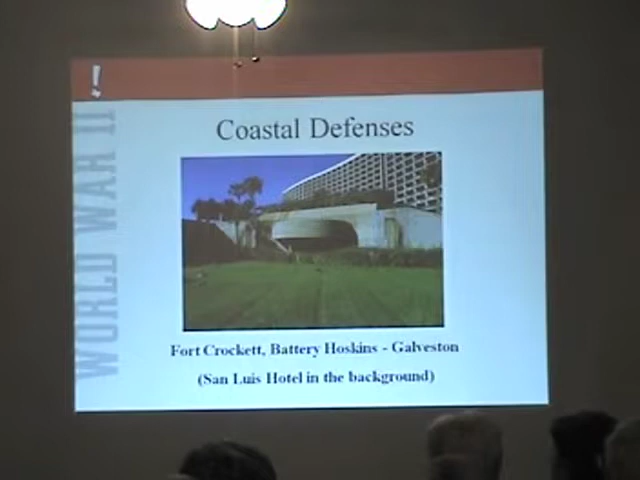 !
WORLD WAR II
Coastal Defenses
Fort Crockett, Battery Hoskins - Galveston
(San Luis Hotel in the background)